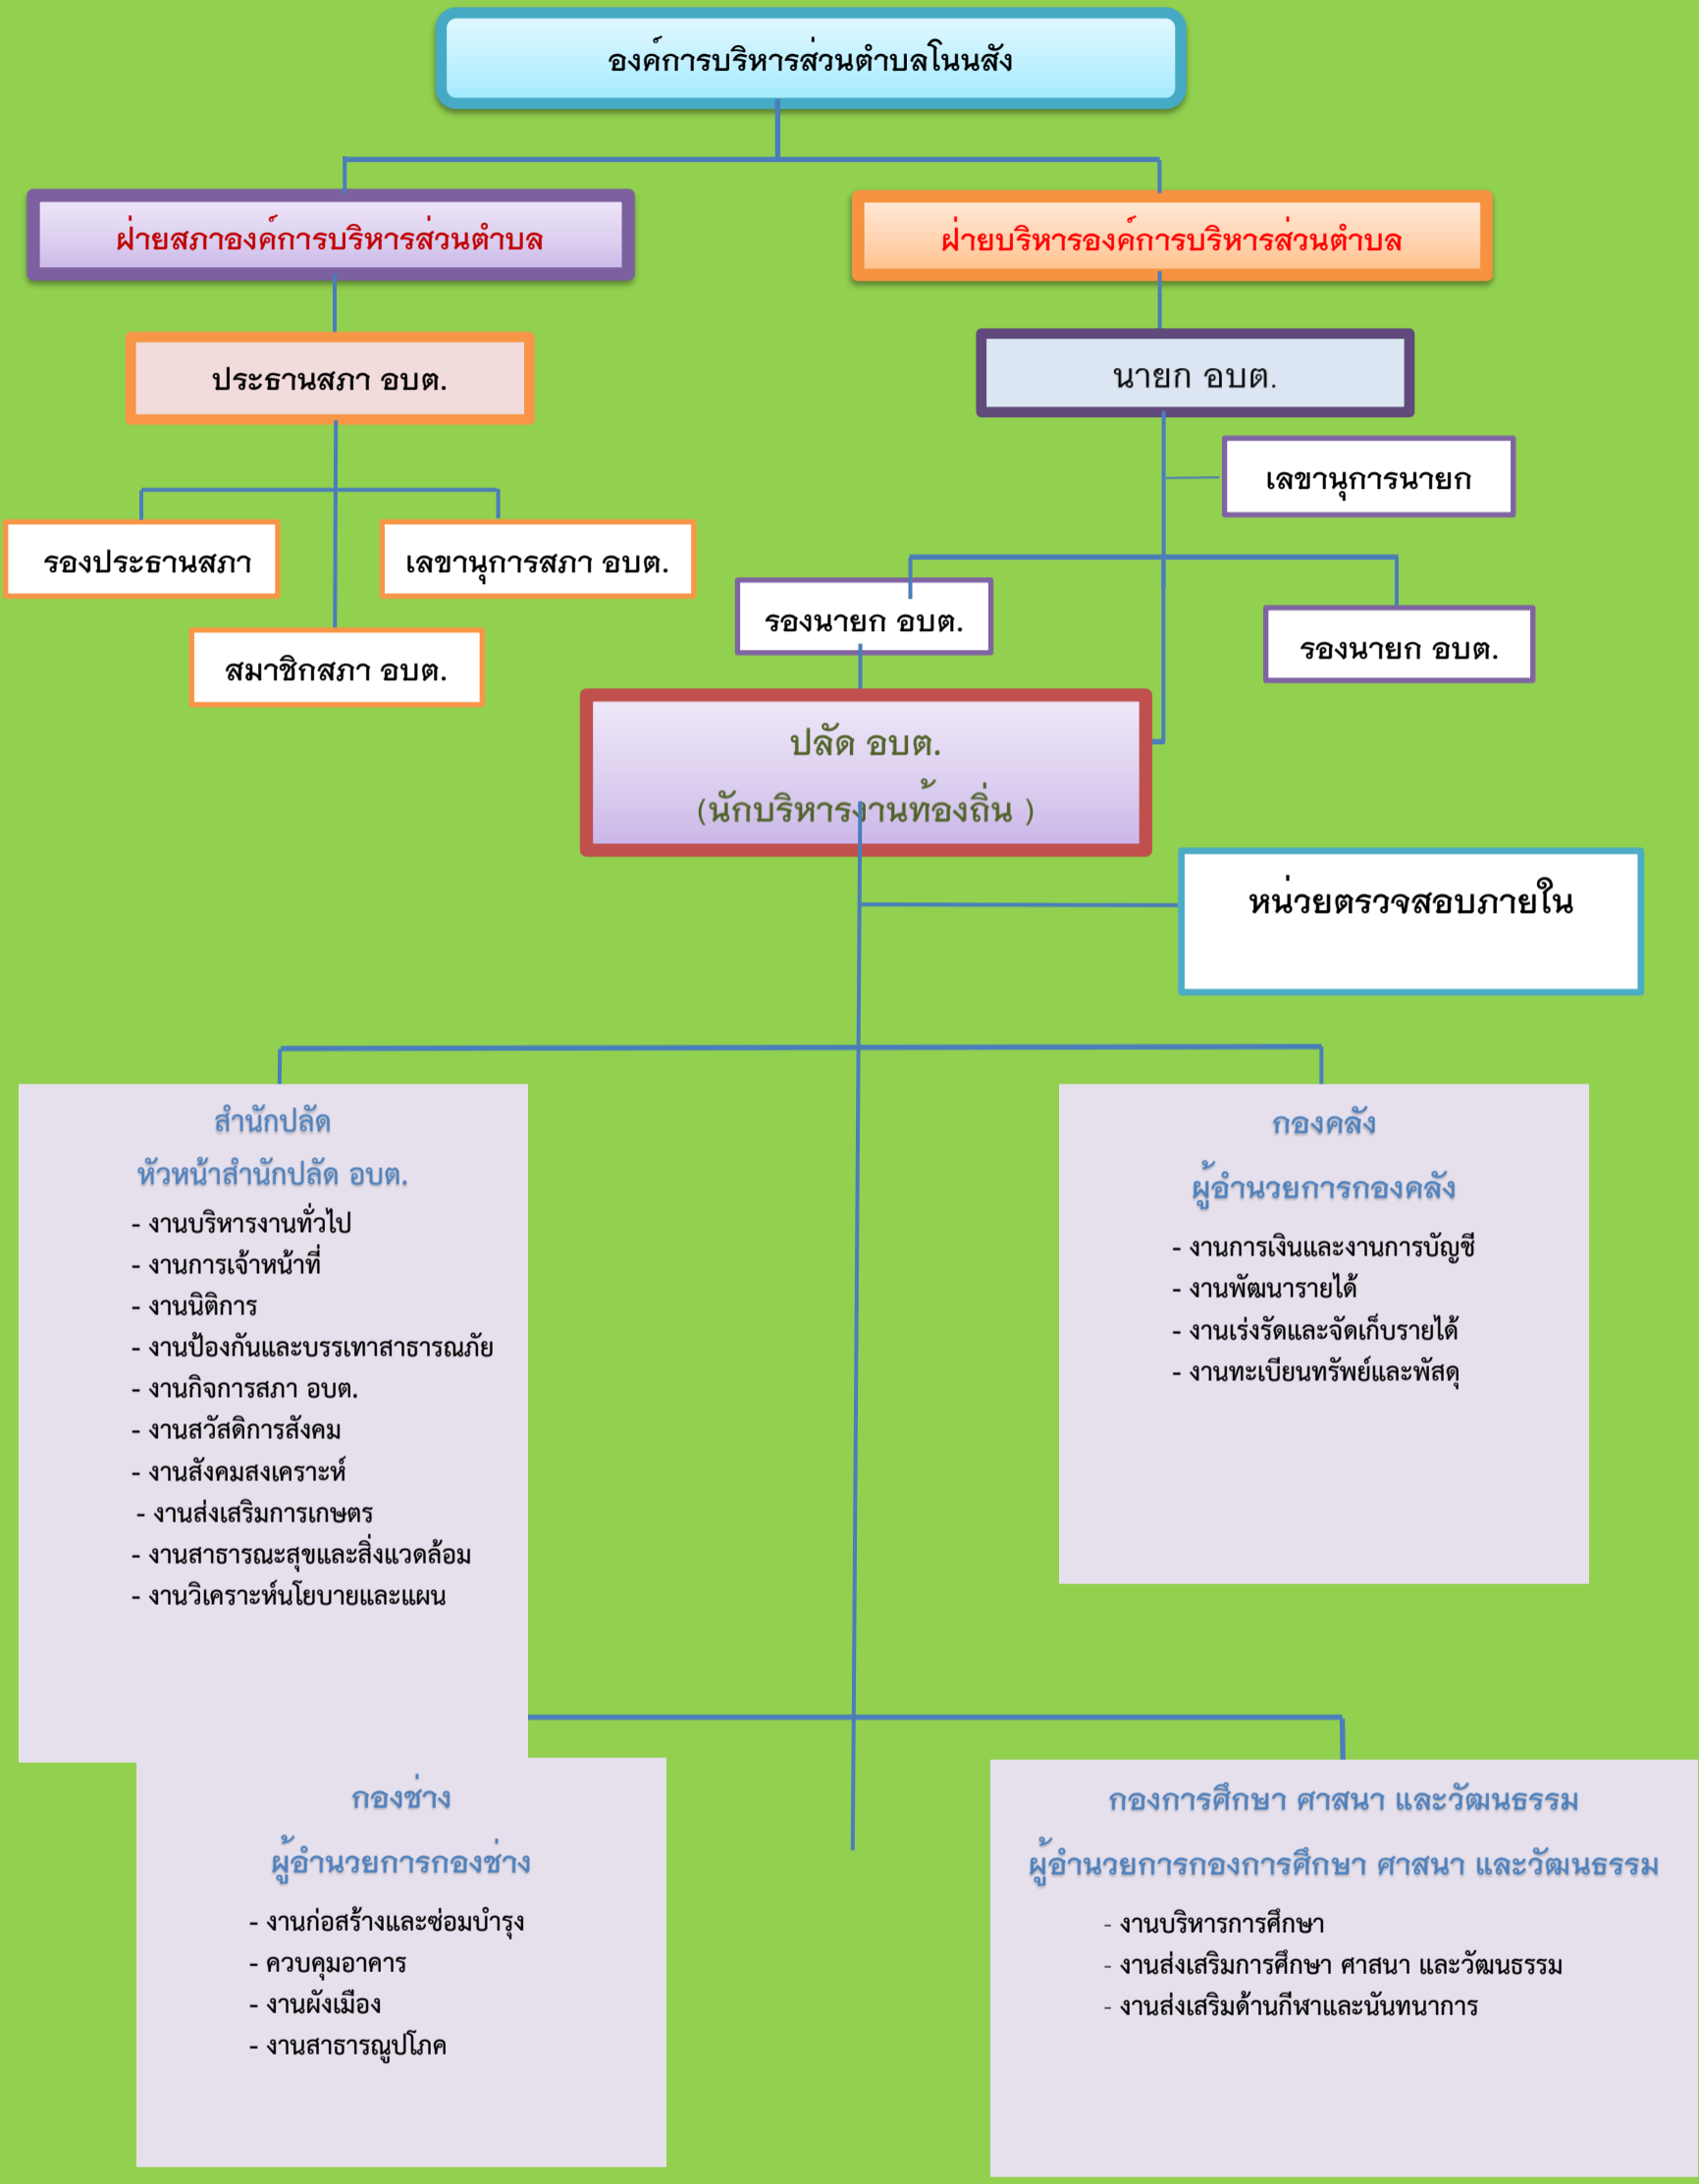 องค์การบริหารส่วนตำบลโนนสัง
ฝ่ายสภาองค์การบริหารส่วนตำบล
ฝ่ายบริหารองค์การบริหารส่วนตำบล
ประธานสภา อบต.
นายก อบต.
เลขานุการนายก
รองประธานสภา
เลขานุการสภา อบต.
รองนายก อบต.
รองนายก อบต.
สมาชิกสภา อบต.
ปลัด อบต.
(นักบริหารงานท้องถิ่น )
หน่วยตรวจสอบภายใน
สำนักปลัด
หัวหน้าสำนักปลัด อบต.
- งานบริหารงานทั่วไป
- งานการเจ้าหน้าที่
- งานนิติการ
- งานป้องกันและบรรเทาสาธารณภัย
- งานกิจการสภา อบต.
- งานสวัสดิการสังคม
- งานสังคมสงเคราะห์
- งานส่งเสริมการเกษตร
- งานสาธารณะสุขและสิ่งแวดล้อม
- งานวิเคราะห์นโยบายและแผน
กองคลัง
ผู้อำนวยการกองคลัง
- งานการเงินและงานการบัญชี
- งานพัฒนารายได้
- งานเร่งรัดและจัดเก็บรายได้
- งานทะเบียนทรัพย์และพัสดุ
กองช่าง
ผู้อำนวยการกองช่าง
- งานก่อสร้างและซ่อมบำรุง
- ควบคุมอาคาร
- งานผังเมือง
- งานสาธารณูปโภค
กองการศึกษา ศาสนา และวัฒนธรรม
ผู้อำนวยการกองการศึกษา ศาสนา และวัฒนธรรม
- งานบริหารการศึกษา
- งานส่งเสริมการศึกษา ศาสนา และวัฒนธรรม
- งานส่งเสริมด้านกีฬาและนันทนาการ